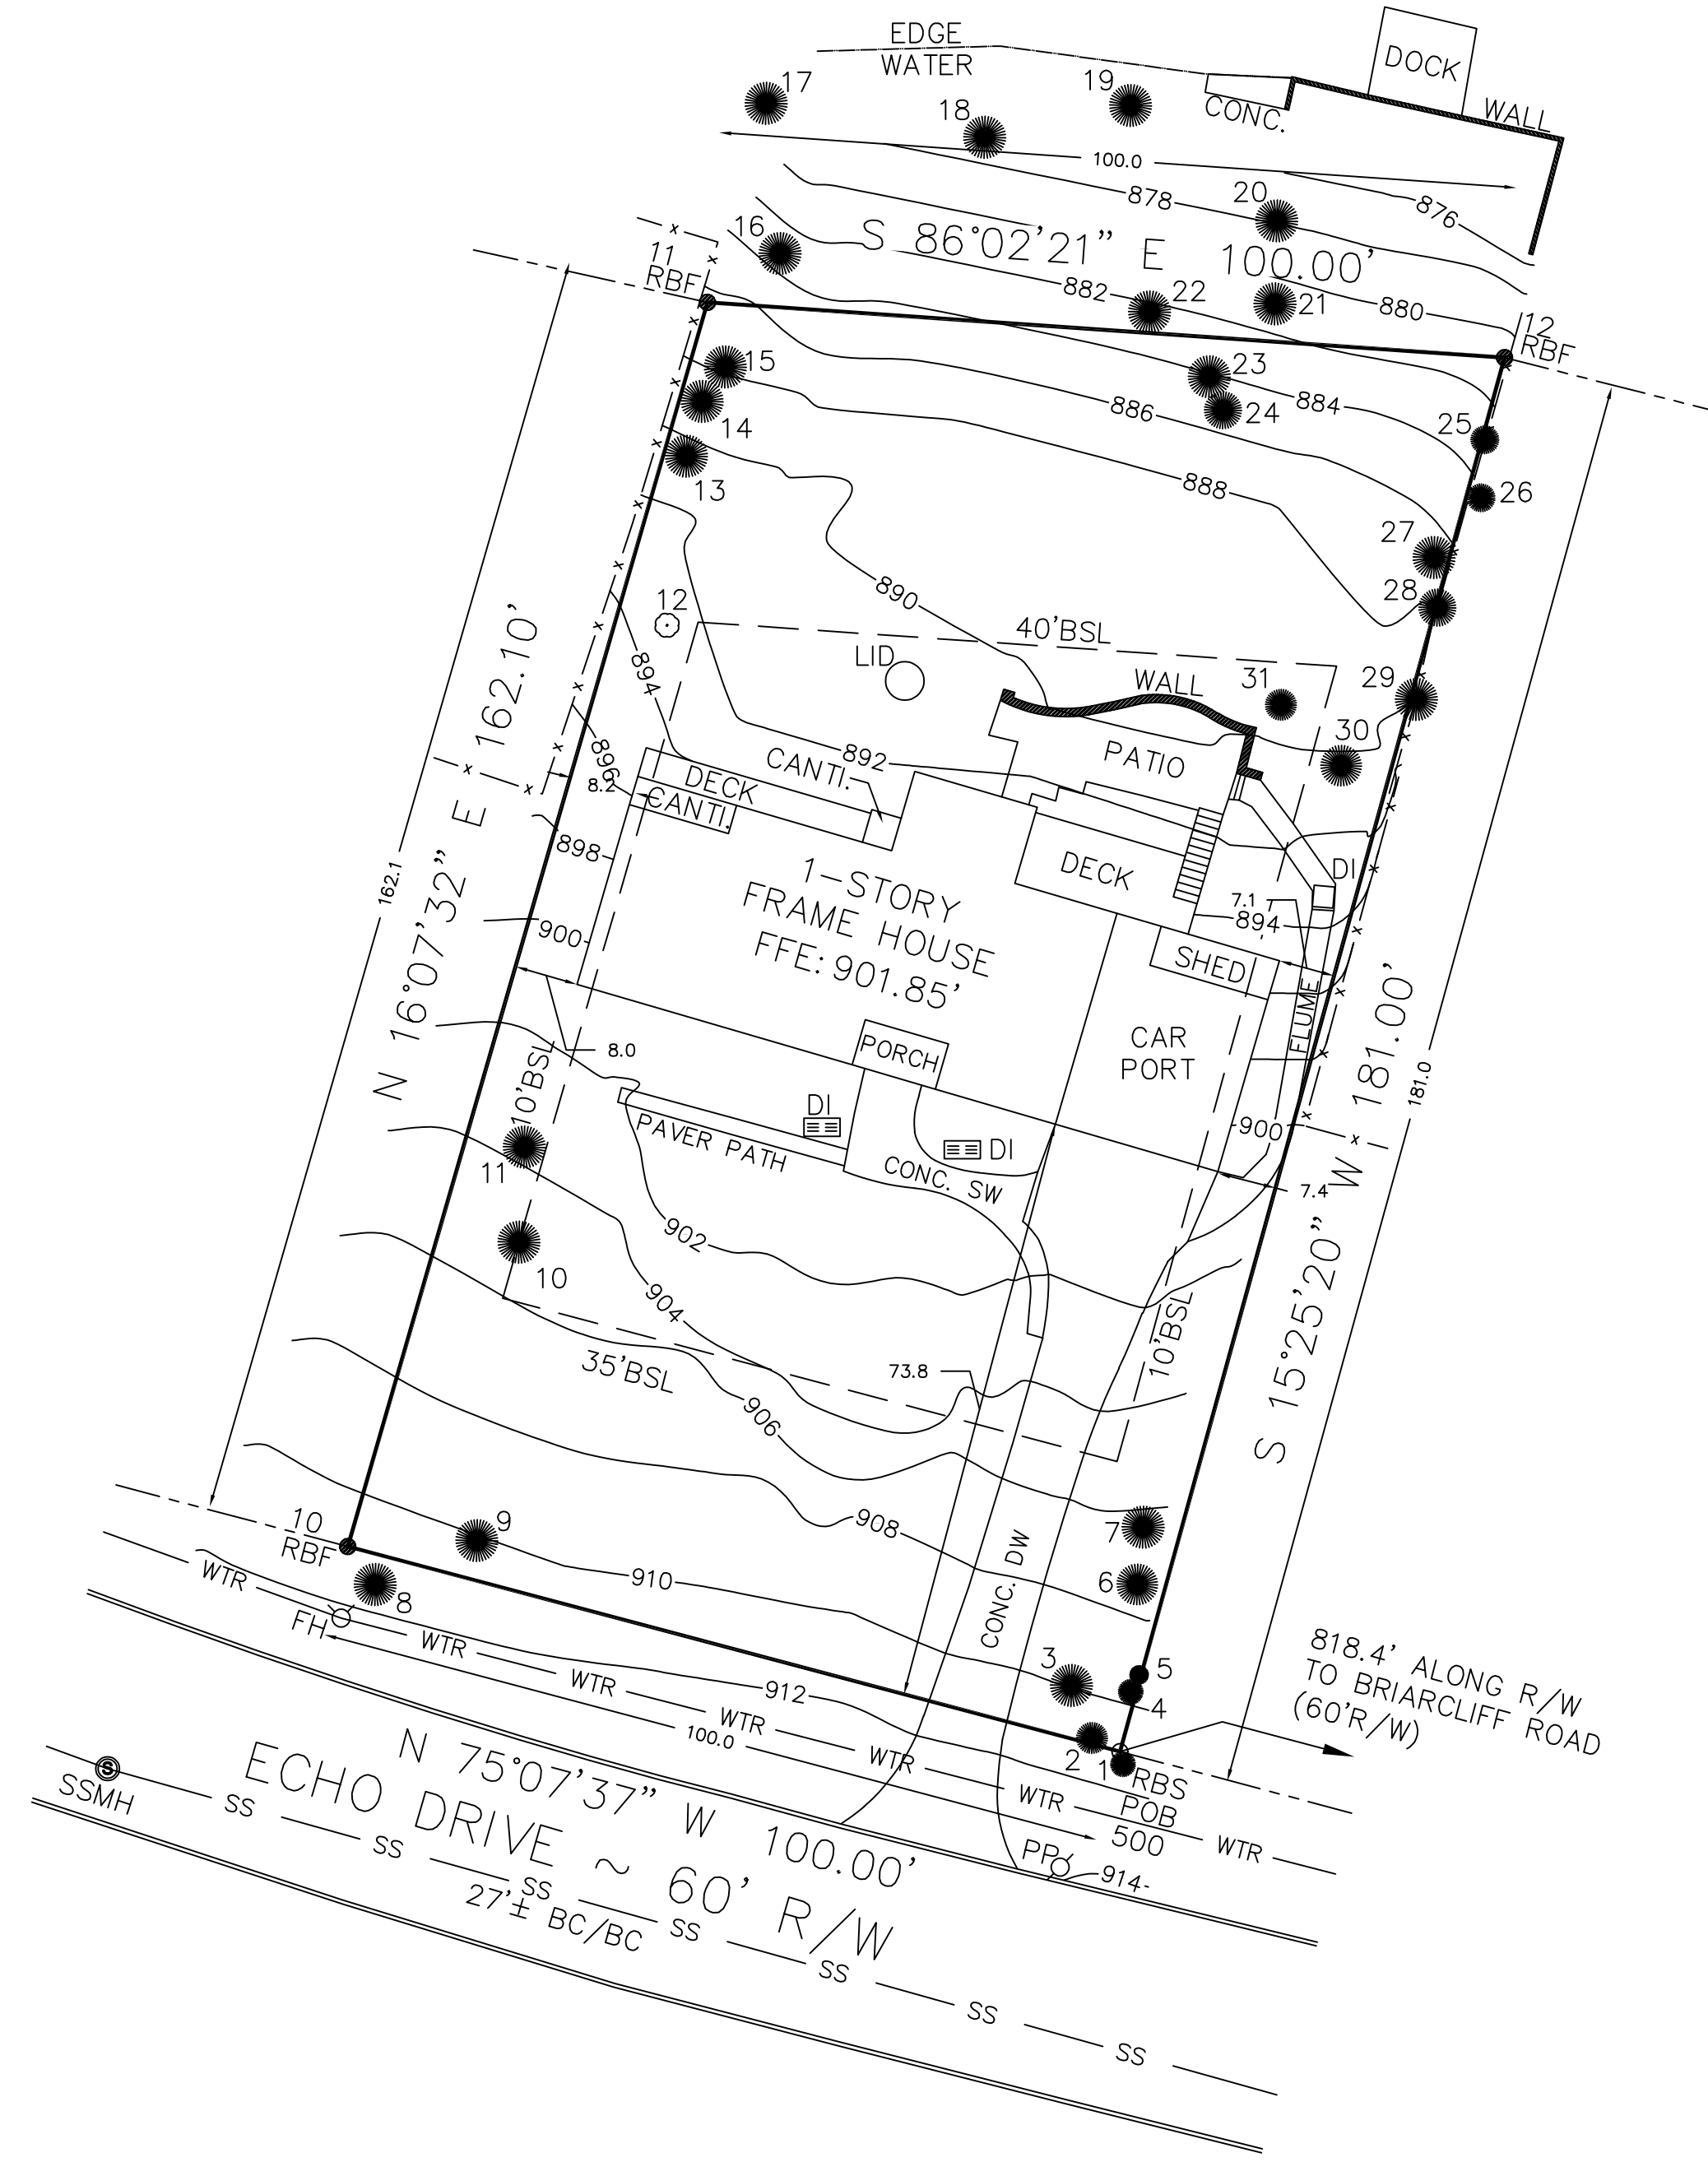 EDGE
WATER
DOCK
17
18
19
CONC.
WALL
100.0
878
876
20
S 86°02'21" E 100.00'
16
11
RBF
882
22
21
880
12
RBF
15
23
14
24
886
884
25
13
888
26
27
28
890
12
40'BSL
LID
WALL
31
29
30
894
896
892
CANTI.
PATIO
DECK
CANTI.
8.2
N 16°07'32" E 162.10'
162.1
898
1-STORY
FRAME HOUSE
FFE: 901.85'
DECK
DI
7.1
894
900
SHED
FLUME
CAR
PORT
PORCH
8.0
10'BSL
DI
DI
PAVER PATH
CONC. SW
900
7.4
11
10
902
904
S 15°25'20" W 181.00'
181.0
10'BSL
35'BSL
73.8
906
908
10
RBF
9
8
910
7
6
CONC. DW
3
5
4
2
1
RBS
POB
818.4' ALONG R/W
TO BRIARCLIFF ROAD
(60'R/W)
FH
WTR WTR WTR WTR WTR WTR WTR
912
100.0
500
PP
914
N 75°07'37" W 100.00'
ECHO DRIVE ~ 60' R/W
27'± BC/BC
S
SSMH
SS SS SS SS SS SS SS